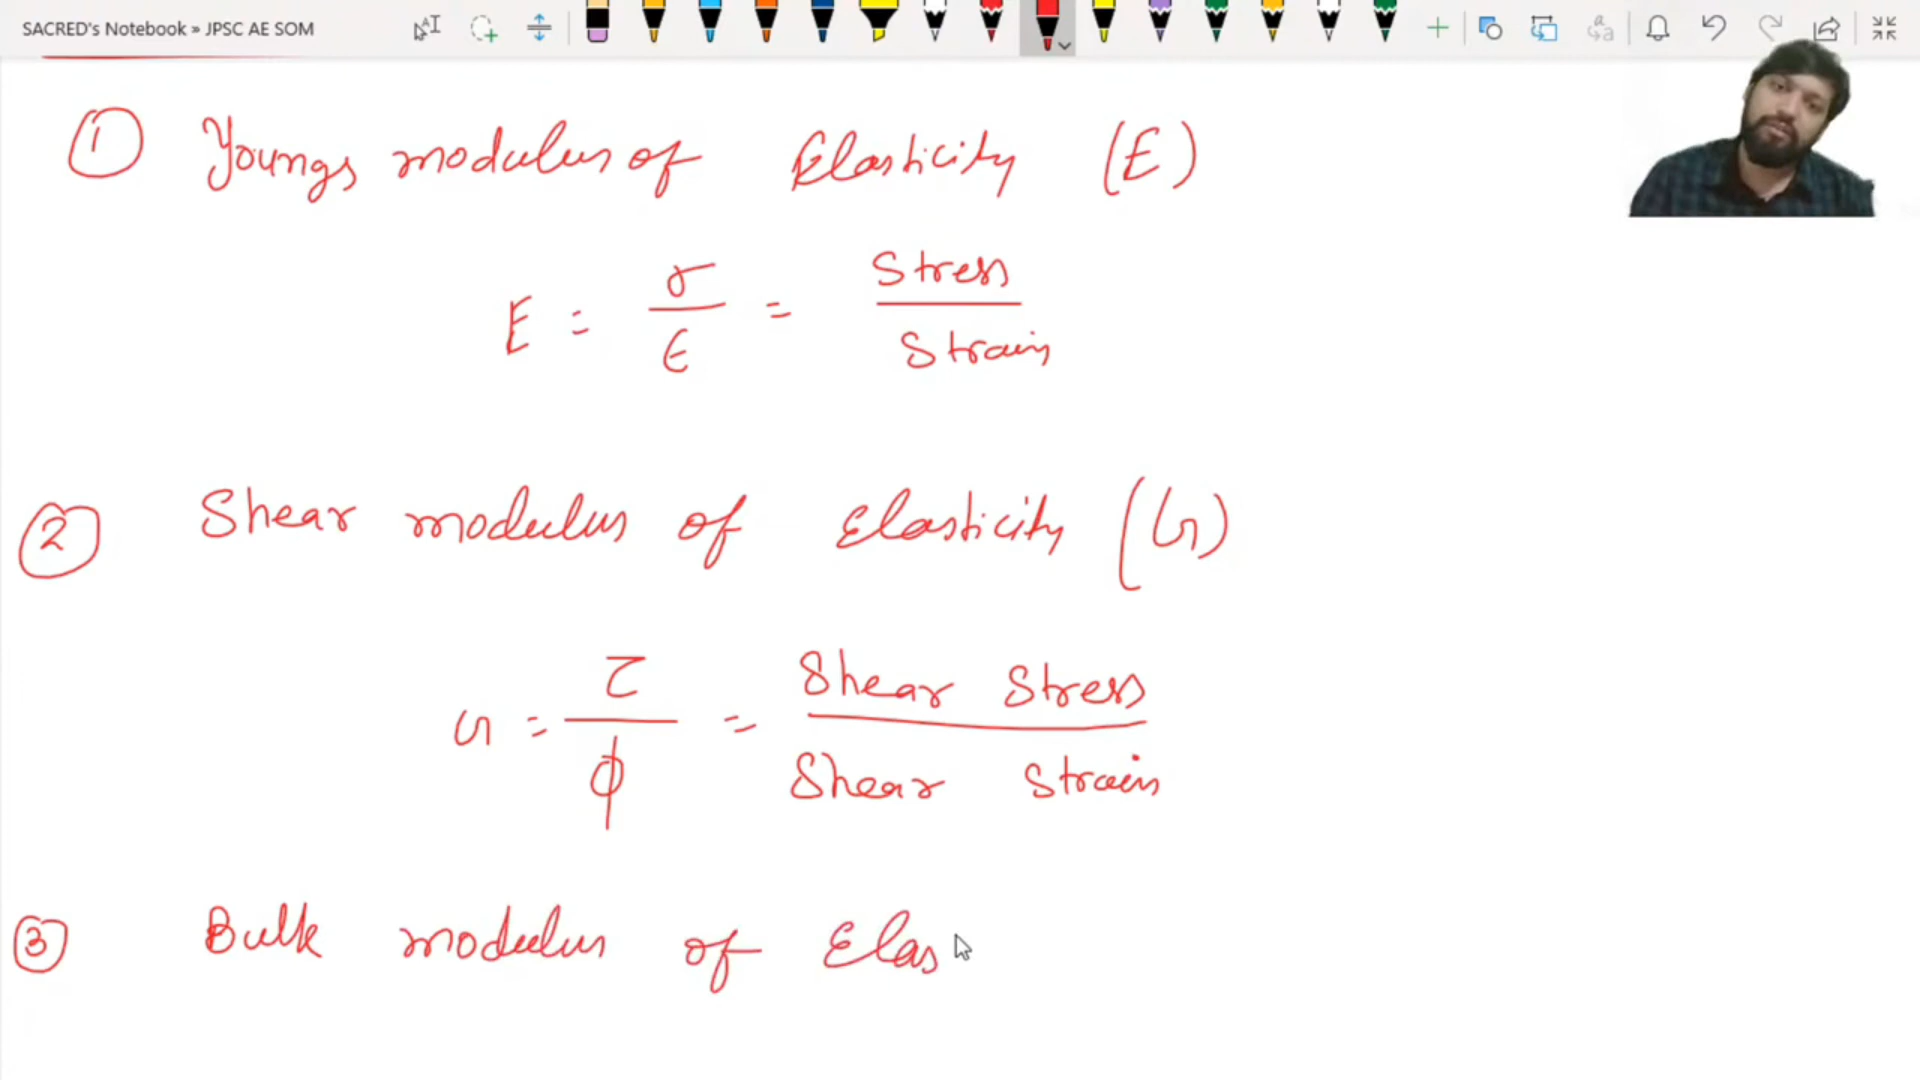 SACRED's Notebook » JPSC AE SOM
① Youngs modulus of Elasticity (E)
E = σ/ϵ = Stress/Strain
② Shear modulus of Elasticity (G)
G = τ/ϕ = Shear Stress/Shear Strain
③ Bulk modulus of Elas